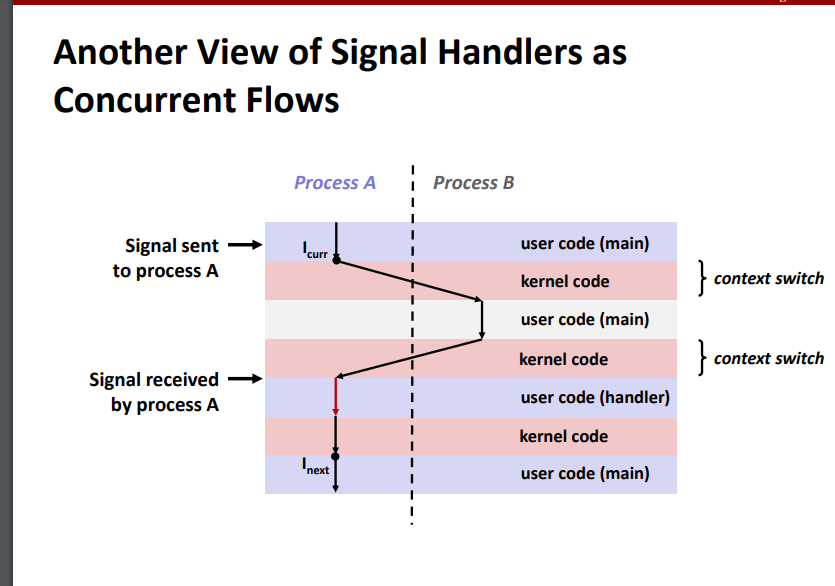 Another View of Signal Handlers as
Concurrent Flows
Process A
Process B
Signal sent
to process A
I curr
user code (main)
kernel code
context switch
user code (main)
kernel code
context switch
Signal received
by process A
user code (handler)
kernel code
I next
user code (main)